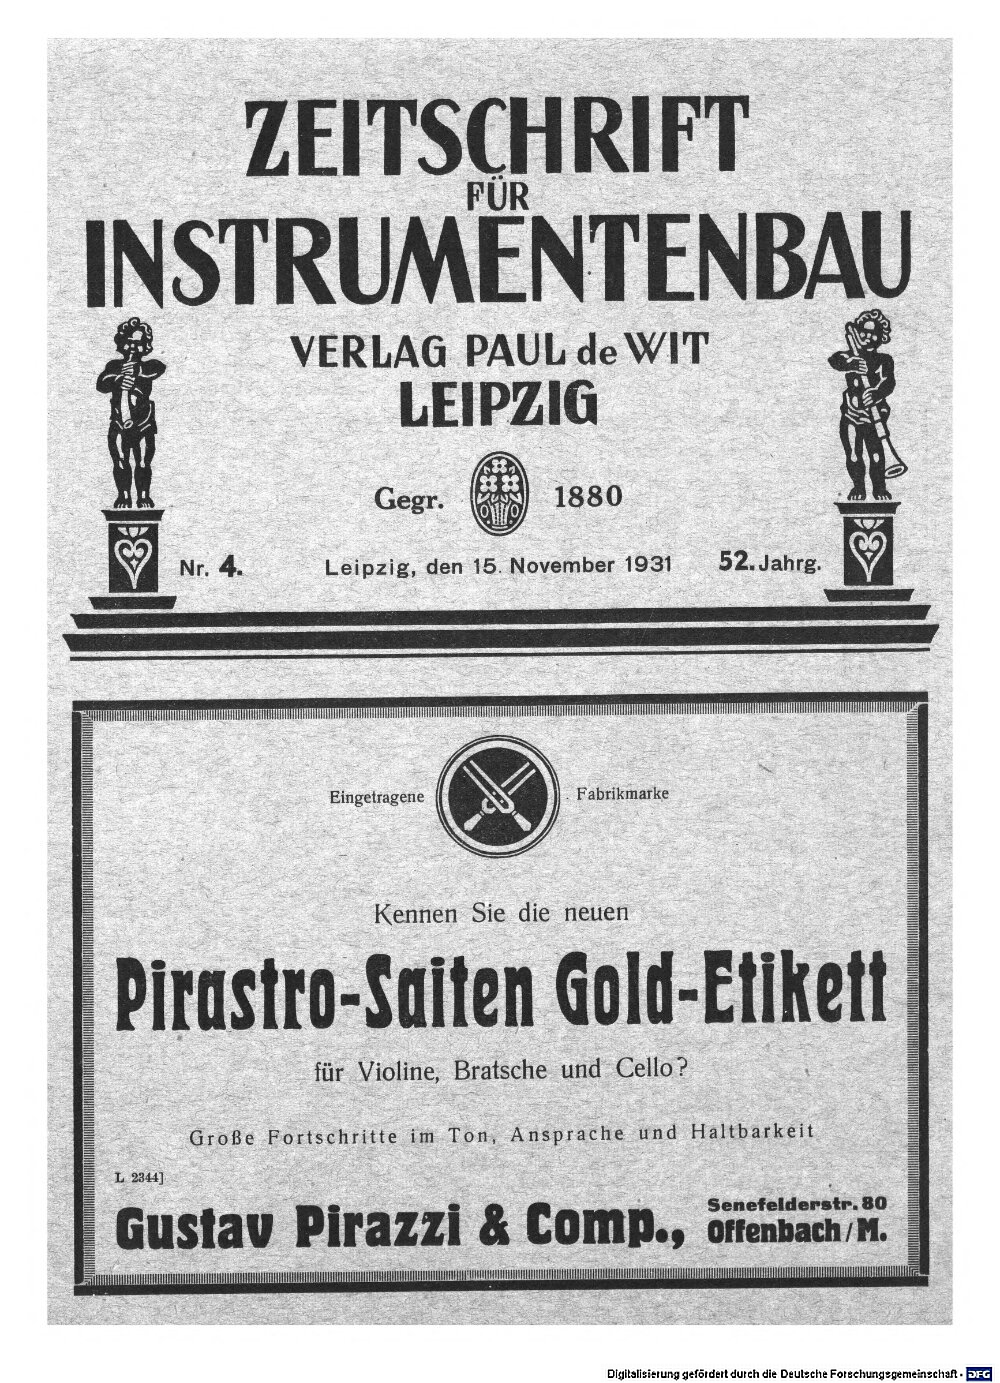 ZEITSCHRIFT
FÜR
INSTRUMENTENBAU
VERLAG PAUL de WIT
LEIPZIG
Gegr. 1880
Nr. 4. Leipzig, den 15. November 1931 52. Jahrg.
Eingetragene Fabrikmarke
Kennen Sie die neuen
Pirastro-Saiten Gold-Etikett
für Violine, Bratsche und Cello?
Große Fortschritte im Ton, Ansprache und Haltbarkeit
L 2344]
Gustav Pirazzi & Comp., Senefelderstr. 80
Offenbach/M.
Digitalisierung gefördert durch die Deutsche Forschungsgemeinschaft - DFG